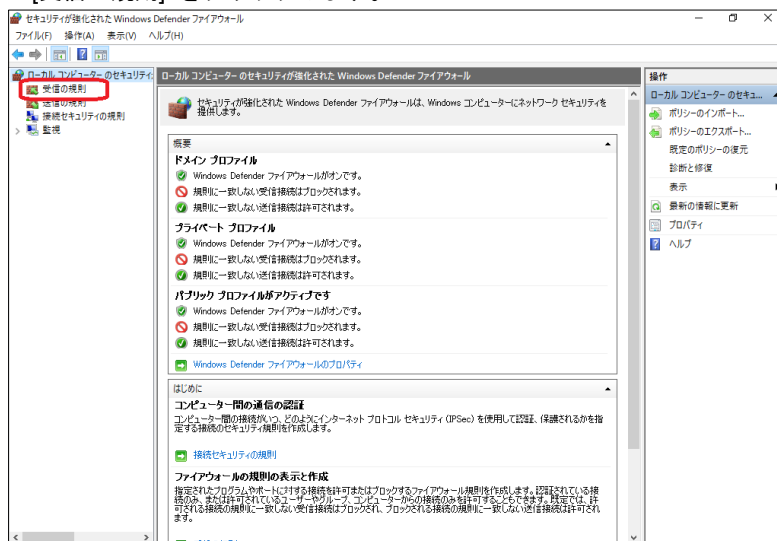 セキュリティが強化された Windows Defender ファイアウォール
ファイル(F) 操作(A) 表示(V) ヘルプ(H)
ローカル コンピューター のセキュリティ
受信の規則
送信の規則
接続セキュリティの規則
監視
ローカル コンピューター のセキュリティが強化された Windows Defender ファイアウォール
セキュリティが強化された Windows Defender ファイアウォールは、Windows コンピューターにネットワーク セキュリティを
提供します。
概要
ドメイン プロファイル
Windows Defender ファイアウォールがオンです。
規則に一致しない受信接続はブロックされます。
規則に一致しない送信接続は許可されます。
プライベート プロファイル
Windows Defender ファイアウォールがオンです。
規則に一致しない受信接続はブロックされます。
規則に一致しない送信接続は許可されます。
パブリック プロファイルがアクティブです
Windows Defender ファイアウォールがオンです。
規則に一致しない受信接続はブロックされます。
規則に一致しない送信接続は許可されます。
Windows Defender ファイアウォールのプロパティ
はじめに
コンピューター間の通信の認証
コンピューター間の接続がいつ、どのようにインターネット プロトコル セキュリティ (IPSec) を使用して認証、保護されるかを指
定する接続のセキュリティ規則を作成します。
接続セキュリティの規則
ファイアウォールの規則の表示と作成
指定されたプログラムやポートに対する接続を許可またはブロックするファイアウォール規則を作成します。認証されている接
続のみ、または許可されているユーザーやグループ、コンピューターからの接続のみを許可することもできます。既定では、許
可される接続の規則に一致しない受信接続はブロックされ、ブロックされる接続の規則に一致しない送信接続は許可され
ます。
操作
ローカル コンピューター のセキュ...
ポリシーのインポート...
ポリシーのエクスポート...
既定のポリシーの復元
診断と修復
表示
最新の情報に更新
プロパティ
ヘルプ